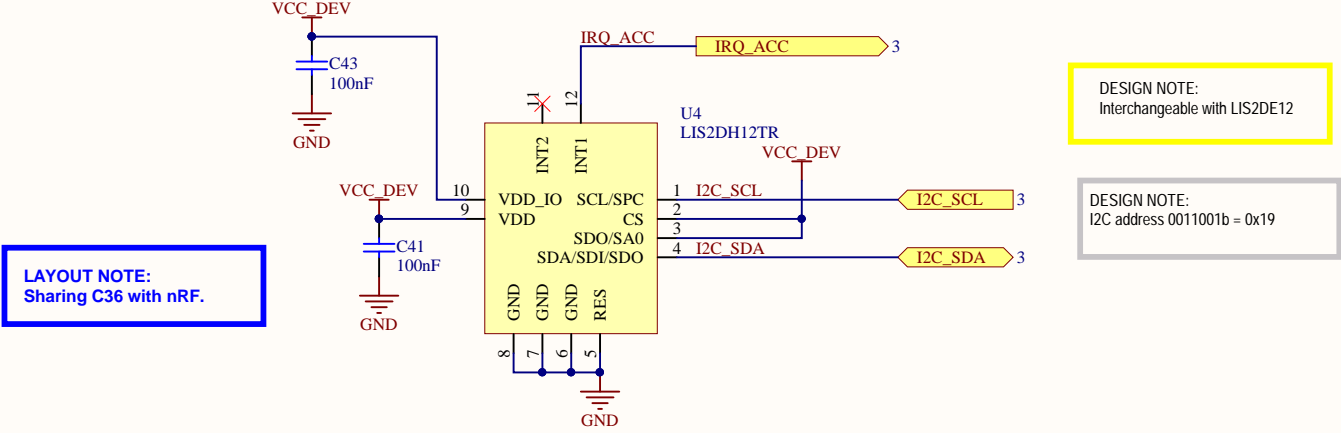 VCC_DEV
C43
100nF
GND
IRQ_ACC
IRQ_ACC
3
11
12
INT2
INT1
U4
LIS2DH12TR
VCC_DEV
VCC_DEV
10
9
VDD_IO
VDD
SCL/SPC
CS
SDO/SA0
SDA/SDI/SDO
1
2
3
4
I2C_SCL
I2C_SDA
I2C_SCL
3
I2C_SDA
3
C41
100nF
GND
GND
GND
GND
RES
8
7
6
5
GND
LAYOUT NOTE:
Sharing C36 with nRF.
DESIGN NOTE:
Interchangeable with LIS2DE12
DESIGN NOTE:
I2C address 0011001b = 0x19